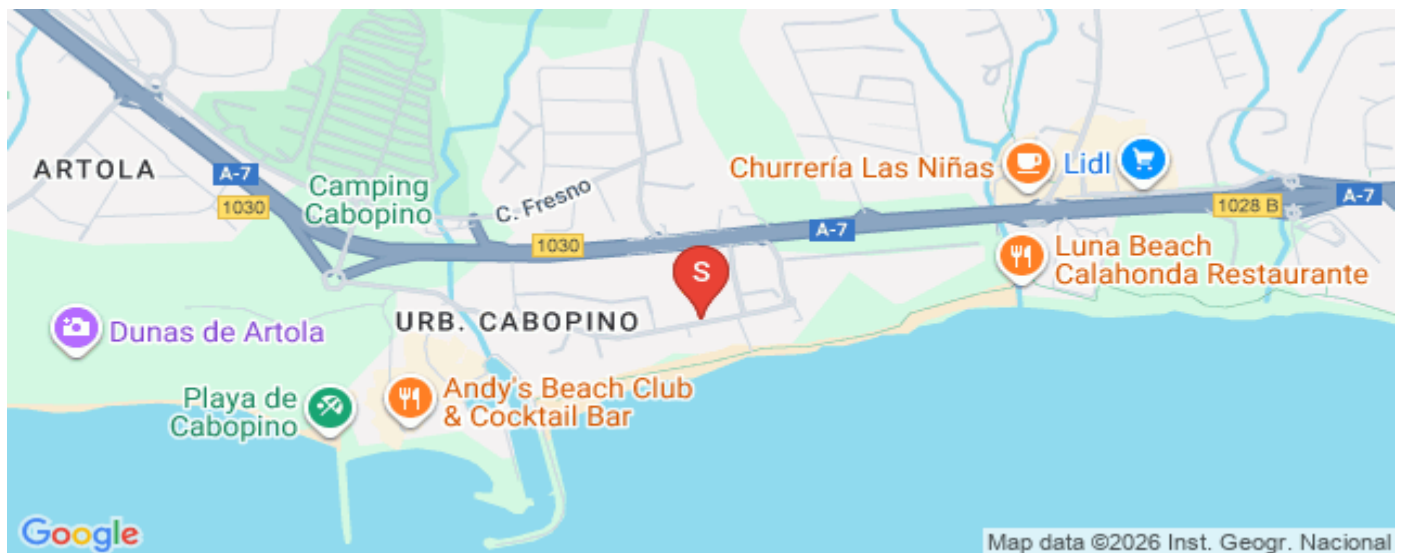 Churrería Las Niñas
Lidl
ARTOLA
A-7
1030
Camping
Cabopino
C. Fresno
1030
A-7
1028 B
A-7
S
Luna Beach
Calahonda Restaurante
Dunas de Artola
URB. CABOPINO
Playa de
Cabopino
Andy's Beach Club
& Cocktail Bar
Google
Map data ©2026 Inst. Geogr. Nacional